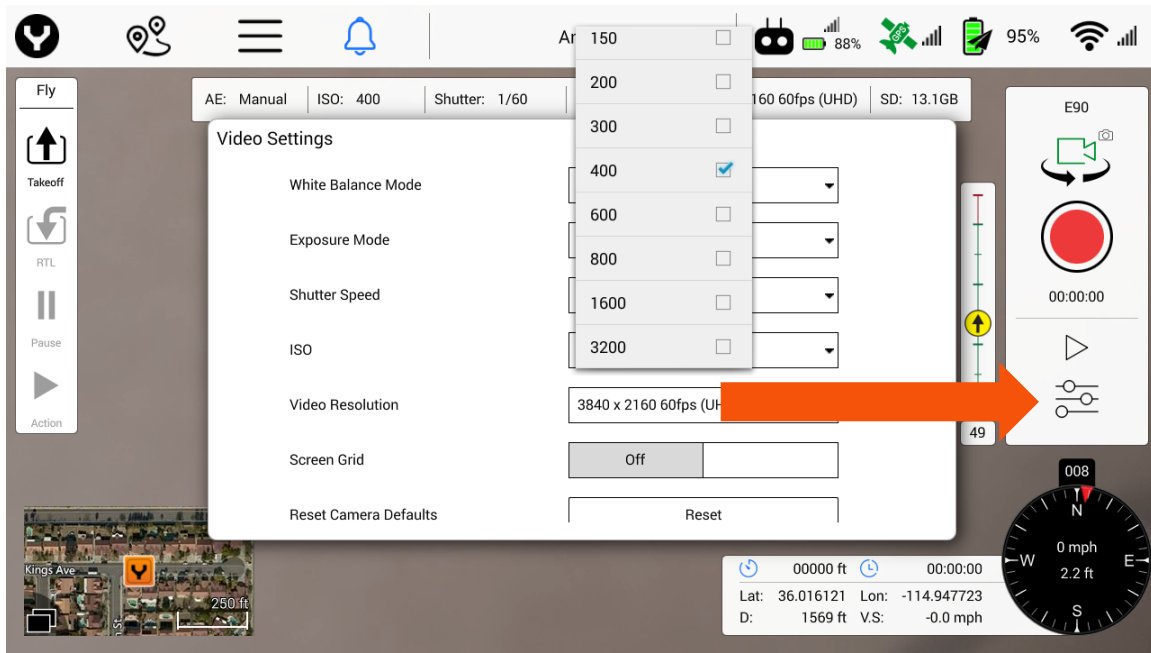 Ar
88%
GPS
95%
Fly
Takeoff
RTL
Pause
Action
AE: Manual
ISO: 400
Shutter: 1/60
160 60fps (UHD)
SD: 13.1GB
Video Settings
White Balance Mode
Exposure Mode
Shutter Speed
ISO
Video Resolution
3840 x 2160 60fps (UH
Screen Grid
Off
Reset Camera Defaults
Reset
150
200
300
400
600
800
1600
3200
E90
00:00:00
49
008
N
W
E
S
0 mph
2.2 ft
Kings Ave
250 ft
00000 ft
00:00:00
Lat: 36.016121 Lon: -114.947723
D: 1569 ft V.S: -0.0 mph